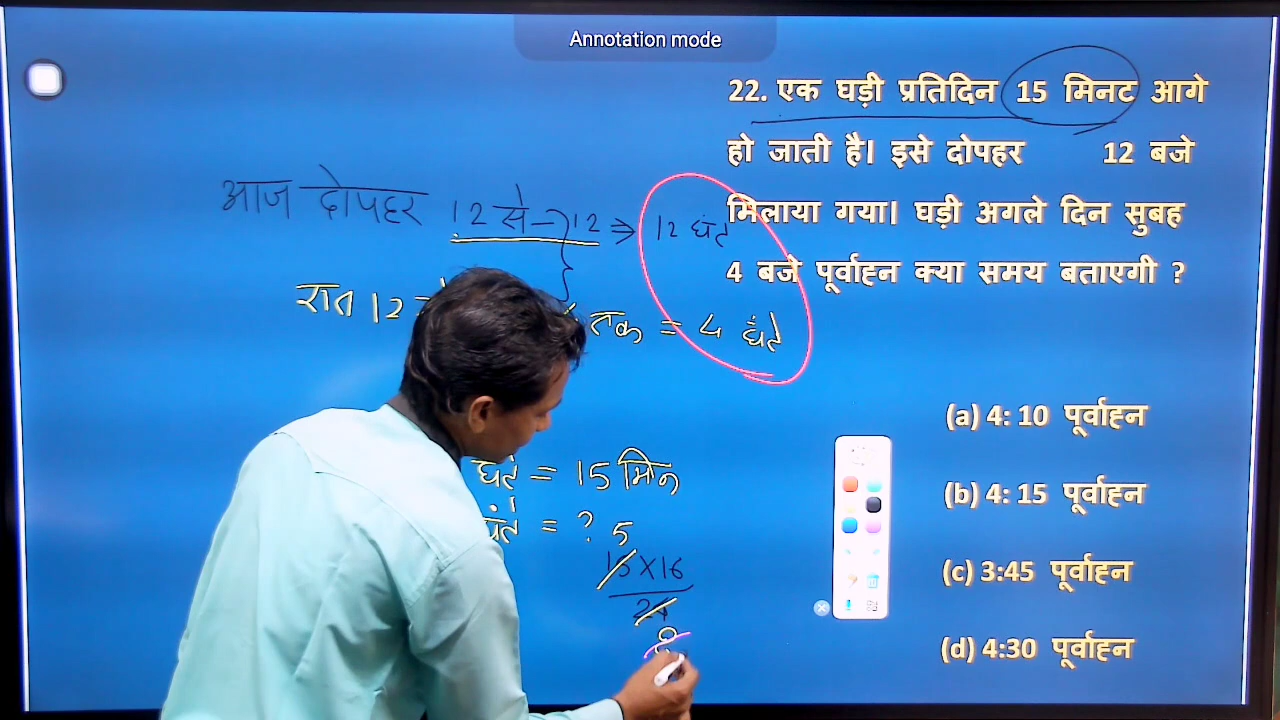 Annotation mode
22. एक घड़ी प्रतिदिन 15 मिनट आगे
हो जाती है। इसे दोपहर 12 बजे
मिलाया गया। घड़ी अगले दिन सुबह
4 बजे पूर्वाह्न क्या समय बताएगी ?
(a) 4: 10 पूर्वाह्न
(b) 4: 15 पूर्वाह्न
(c) 3:45 पूर्वाह्न
(d) 4:30 पूर्वाह्न
आज दोपहर 12 से – 12 ⇒ 12 घंटे
रात 12 तक = 4 घंटे
घंटे = 15 मिन
घंटे = ?
5
15×16
24
8